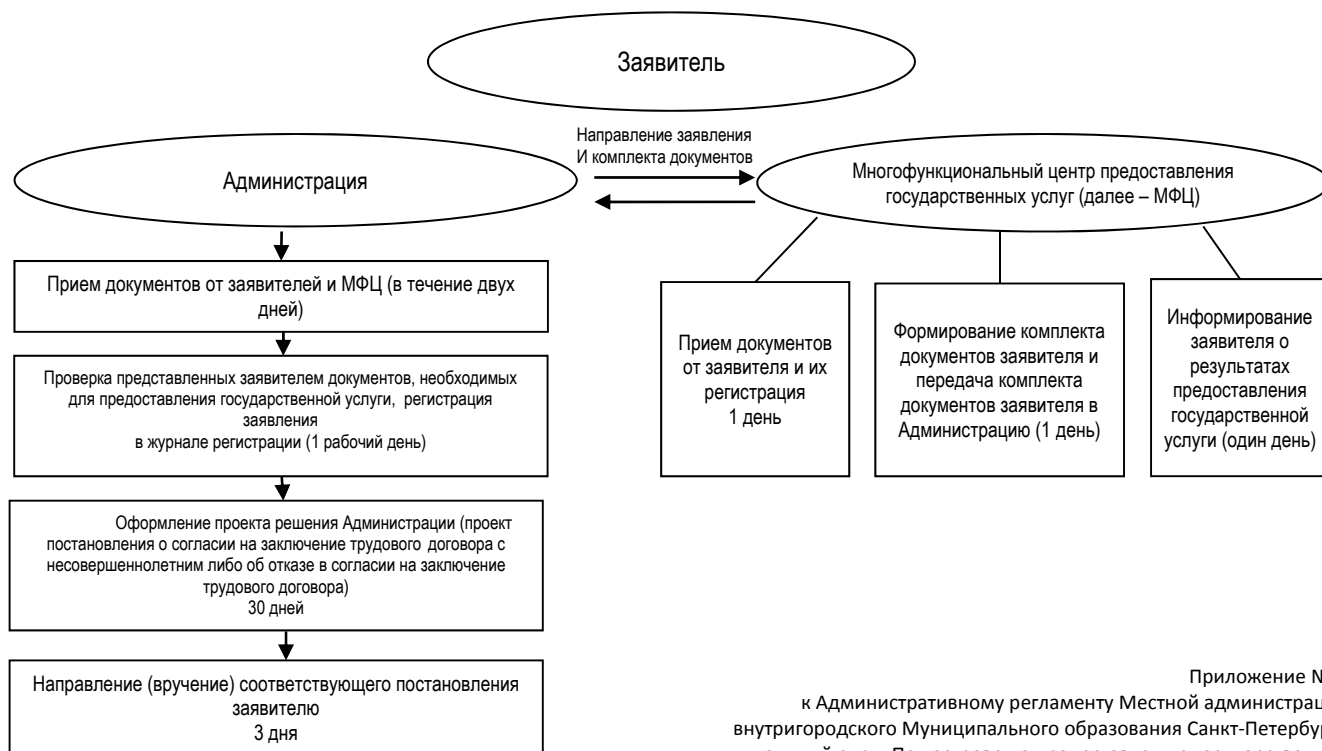 Заявитель
Направление заявления
И комплекта документов
Администрация
Многофункциональный центр предоставления
государственных услуг (далее – МФЦ)
Прием документов от заявителей и МФЦ (в течение двух
дней)
Проверка представленных заявителем документов, необходимых
для предоставления государственной услуги, регистрация
заявления
в журнале регистрации (1 рабочий день)
Оформление проекта решения Администрации (проект
постановления о согласии на заключение трудового договора с
несовершеннолетним либо об отказе в согласии на заключение
трудового договора)
30 дней
Направление (вручение) соответствующего постановления
заявителю
3 дня
Прием документов
от заявителя и их
регистрация
1 день
Формирование комплекта
документов заявителя и
передача комплекта
документов заявителя в
Администрацию (1 день)
Информирование
заявителя о
результатах
предоставления
государственной
услуги (один день)
Приложение
к Административному регламенту Местной
внутригородского Муниципального образования